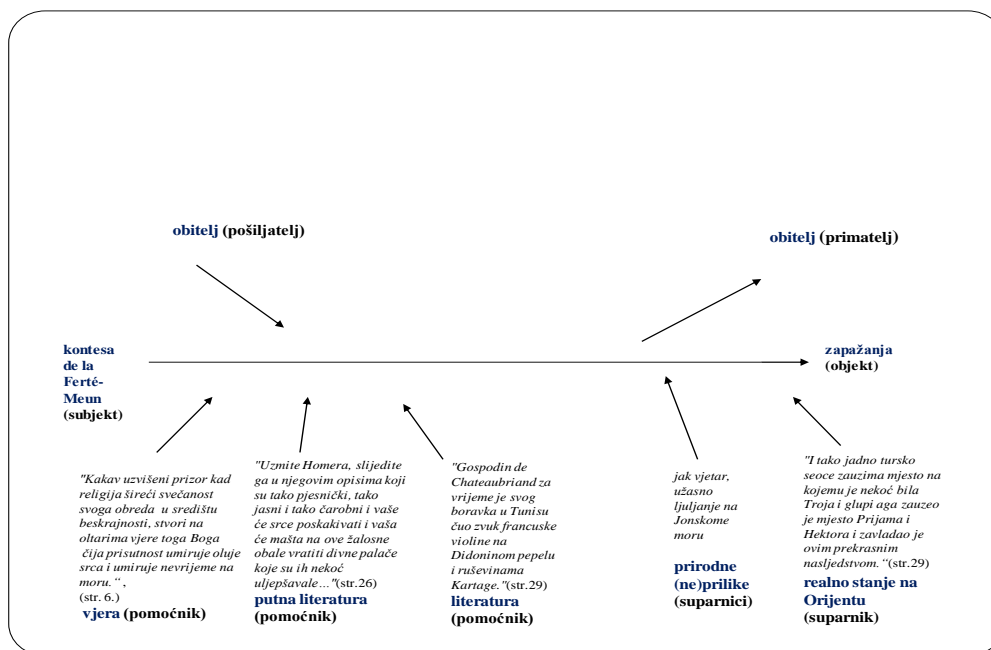 obitelj (pošiljatelj)
obitelj (primatelj)
kontesa
de la
Ferté-
Meun
(subjekt)
zapažanja
(objekt)
"Kakav uzvišeni prizor kad
religija šireći svečanost
svoga obreda u središtu
beskrajnosti, stvori na
oltarima vjere toga Boga
čija prisutnost umiruje oluje
srca i umiruje nevrijeme na
moru.“ ,
(str. 6.)
vjera (pomoćnik)
"Uzmite Homera, slijedite
ga u njegovim opisima koji
su tako pjesnički, tako
jasni i tako čarobni i vaše
će srce poskakivati i vaša
će mašta na ove žalosne
obale vratiti divne palače
koje su ih nekoć
uljepšavale…"(str.26)
putna literatura
(pomoćnik)
"Gospodin de
Chateaubriand za
vrijeme je svog
boravka u Tunisu
čuo zvuk francuske
violine na
Didoninom pepelu
i ruševinama
Kartage."(str.29)
literatura
(pomoćnik)
jak vjetar,
užasno
ljuljanje na
Jonskome
moru
prirodne
(ne)prilike
(suparnici)
"I tako jadno tursko
seoce zauzima mjesto na
kojemu je nekoć bila
Troja i glupi aga zauzeo
je mjesto Prijama i
Hektora i zavladao je
ovim prekrasnim
nasljedstvom.“(str.29)
realno stanje na
Orijentu
(suparnik)